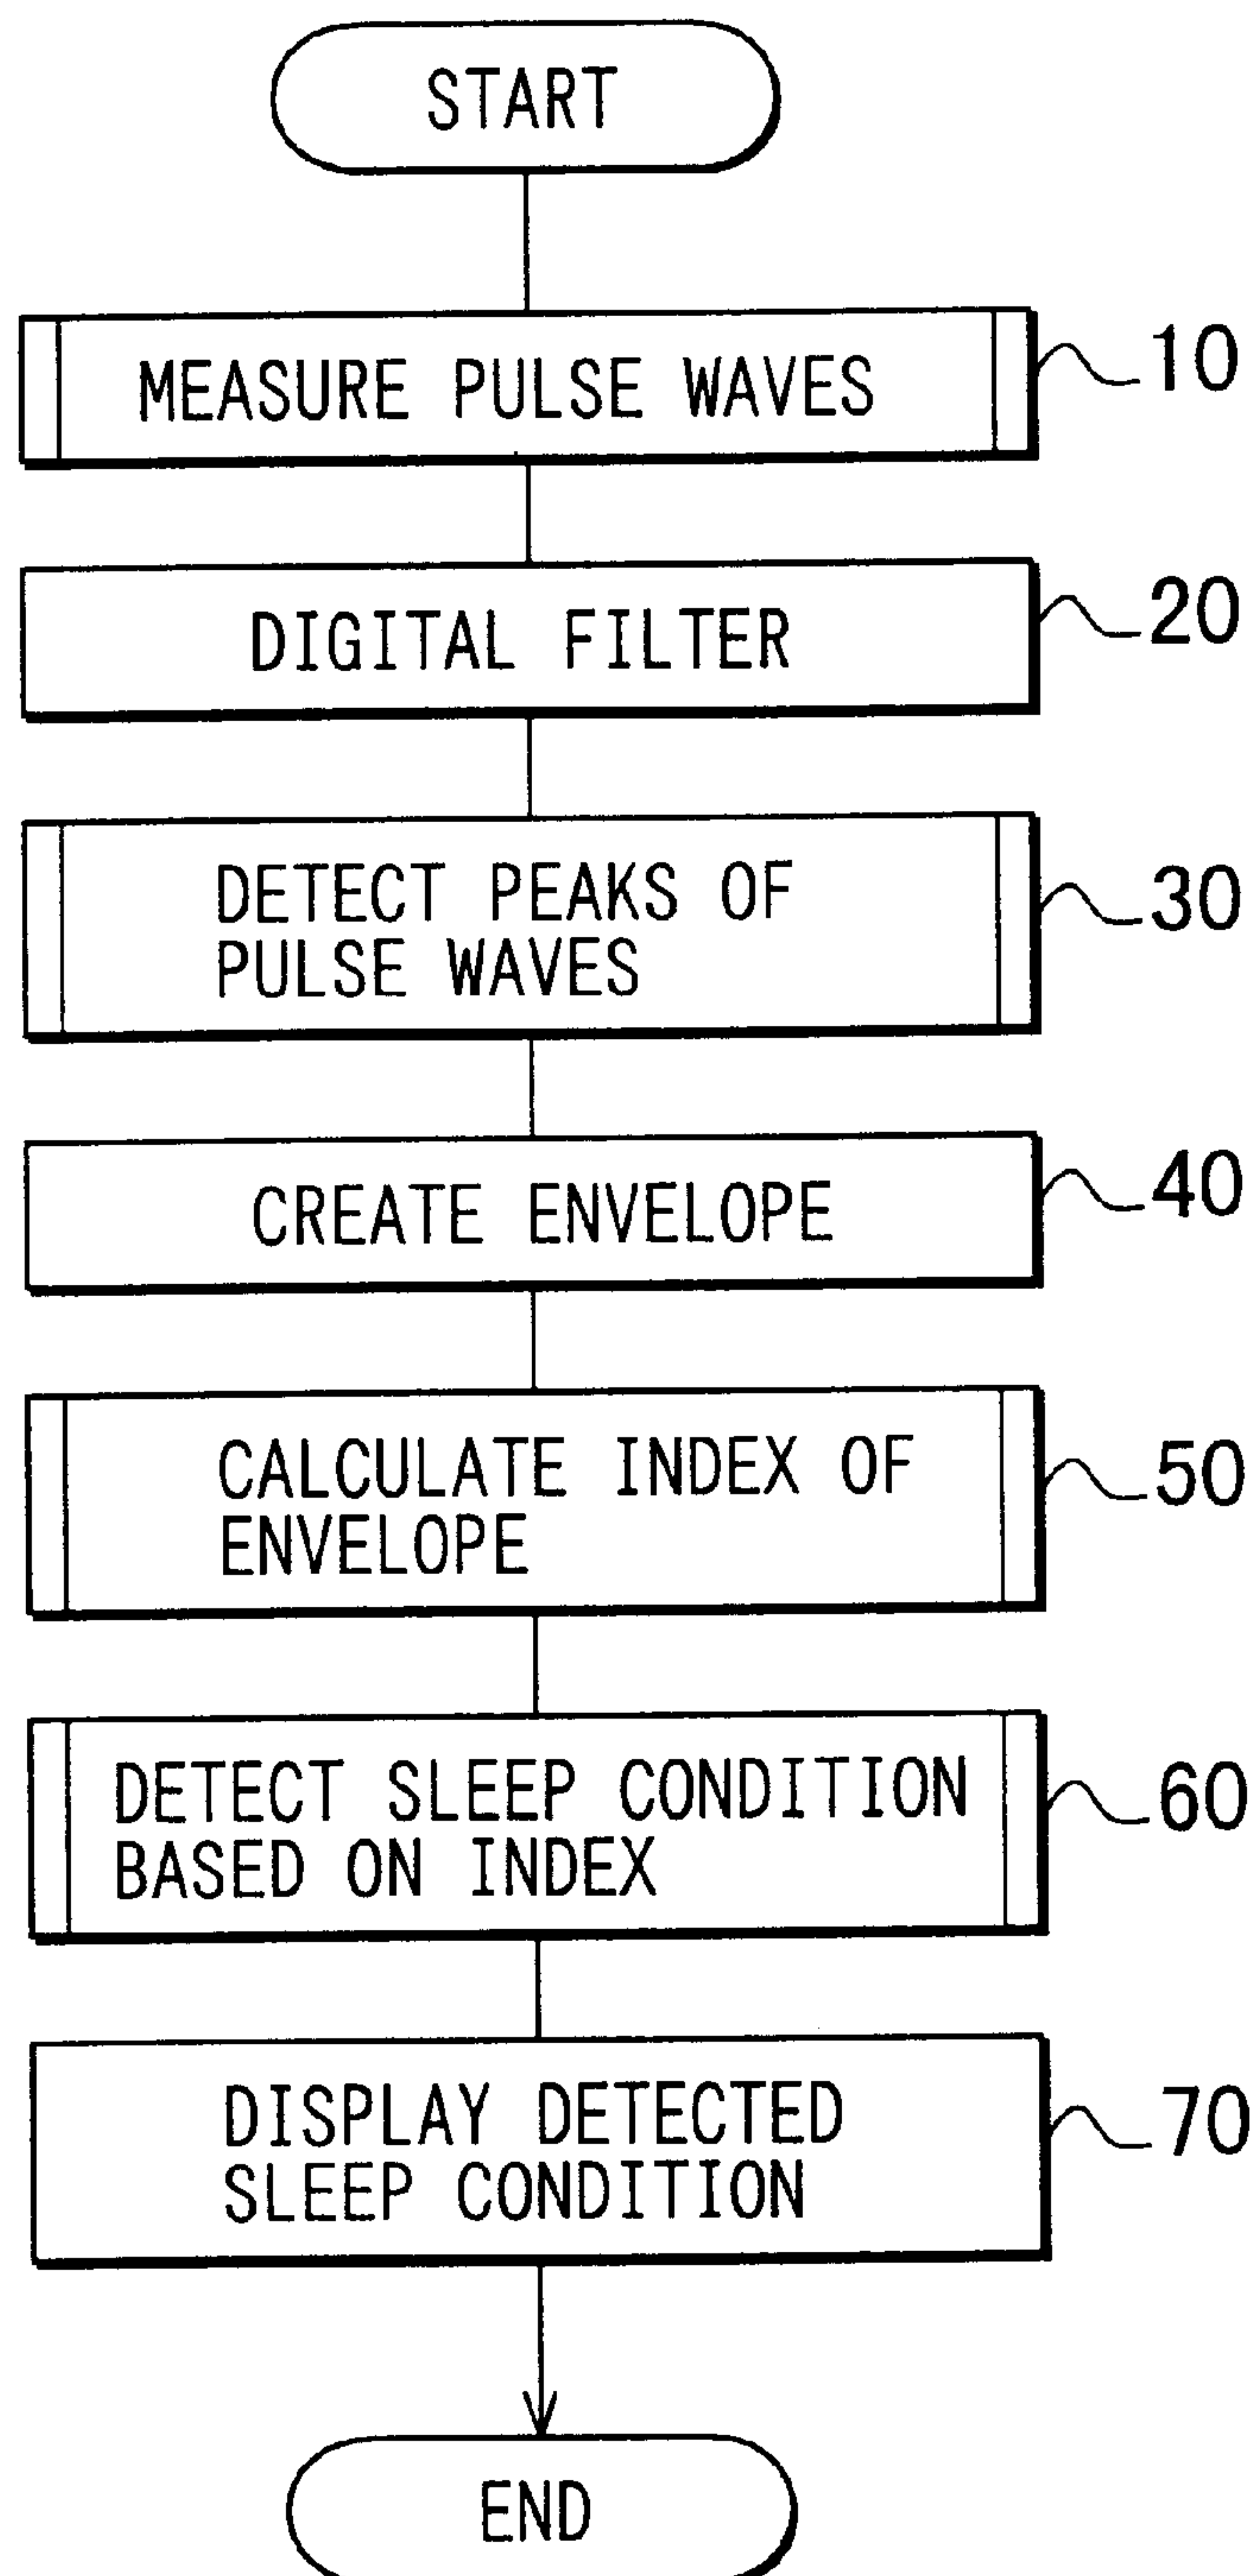 START
MEASURE PULSE WAVES
10
DIGITAL FILTER
20
DETECT PEAKS OF
PULSE WAVES
30
CREATE ENVELOPE
40
CALCULATE INDEX OF
ENVELOPE
50
DETECT SLEEP CONDITION
BASED ON INDEX
60
DISPLAY DETECTED
SLEEP CONDITION
70
END